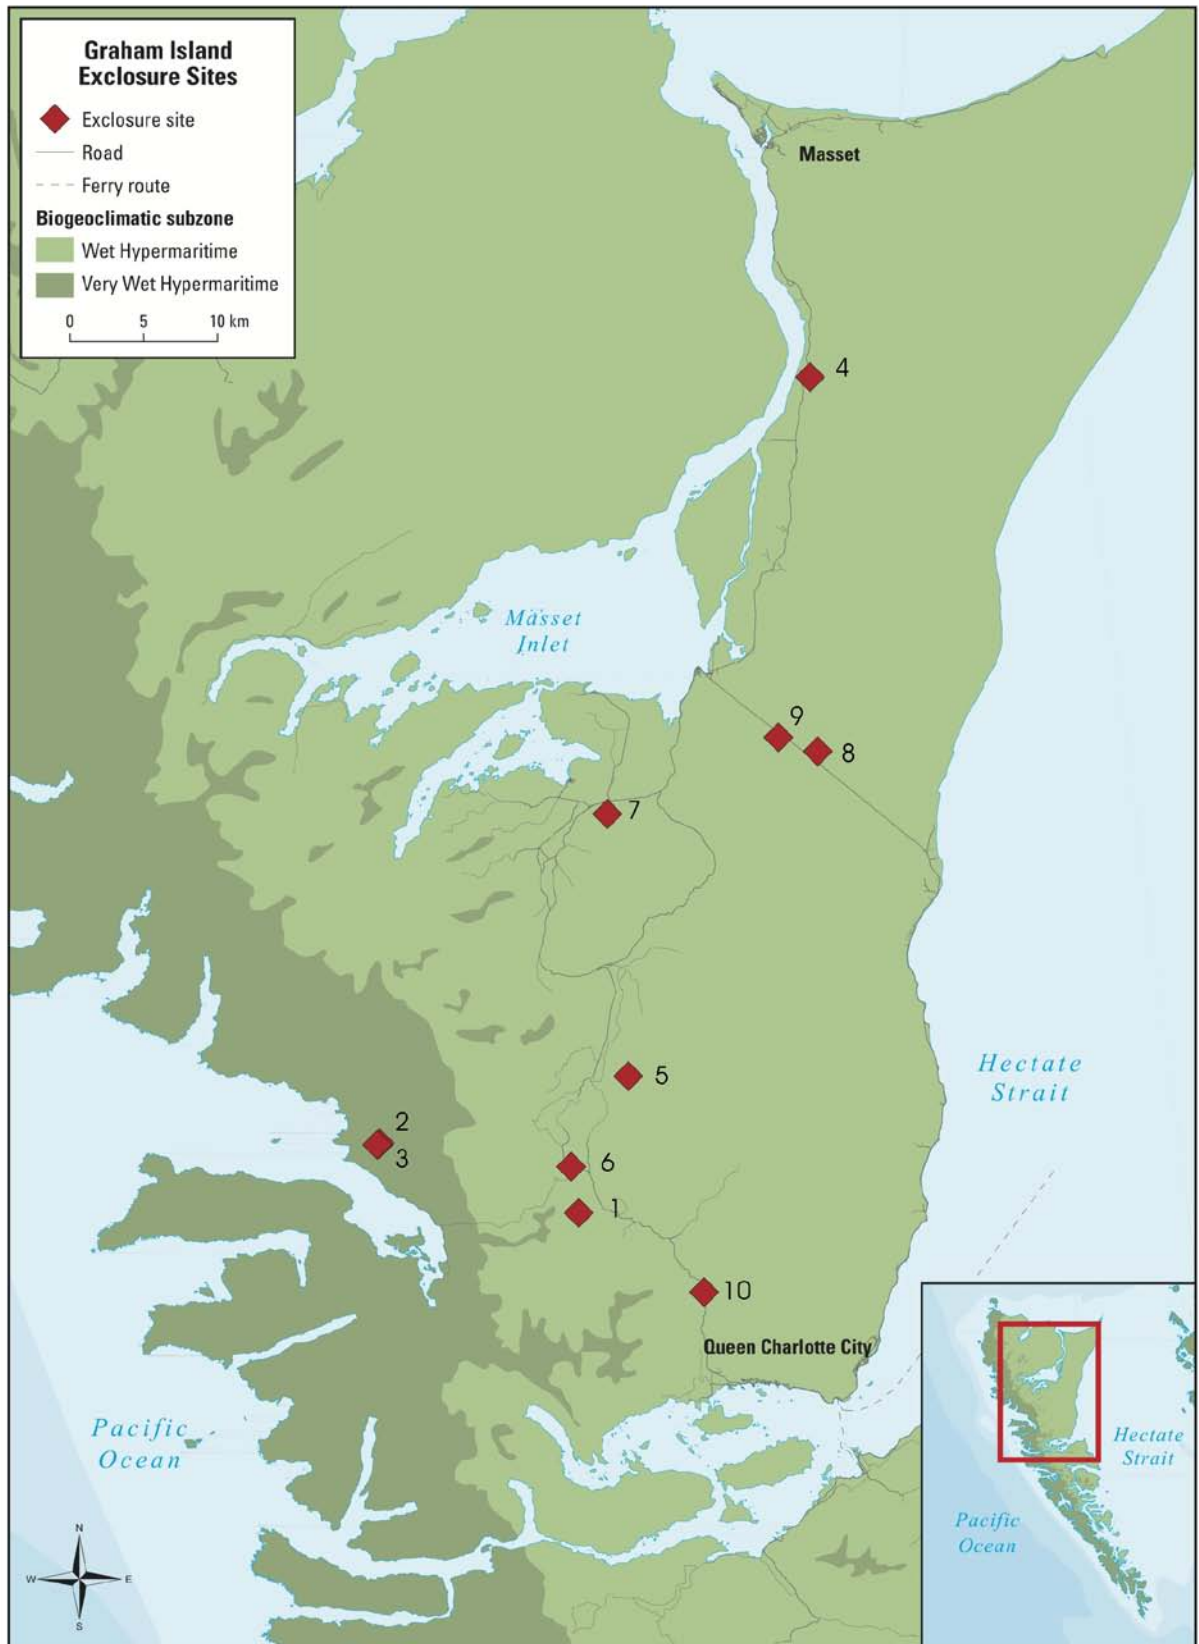 Graham Island
Exclosure Sites
Exclosure site
Road
Ferry route
Biogeoclimatic subzone
Wet Hypermaritime
Very Wet Hypermaritime
0 5 10 km
Masset
4
Masset
Inlet
9
8
7
Hectate
Strait
5
2
3
6
1
10
Queen Charlotte City
Pacific
Ocean
N
W E
S
Hectate
Strait
Pacific
Ocean